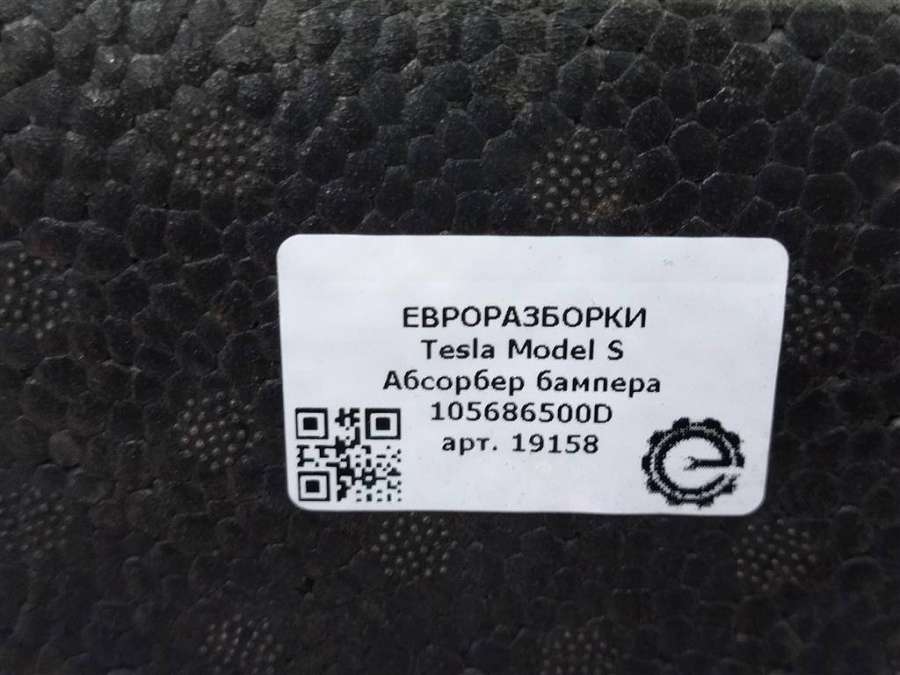 ЕВРОРАЗБОРКИ
Tesla Model S
Абсорбер бампера
105686500D
арт. 19158